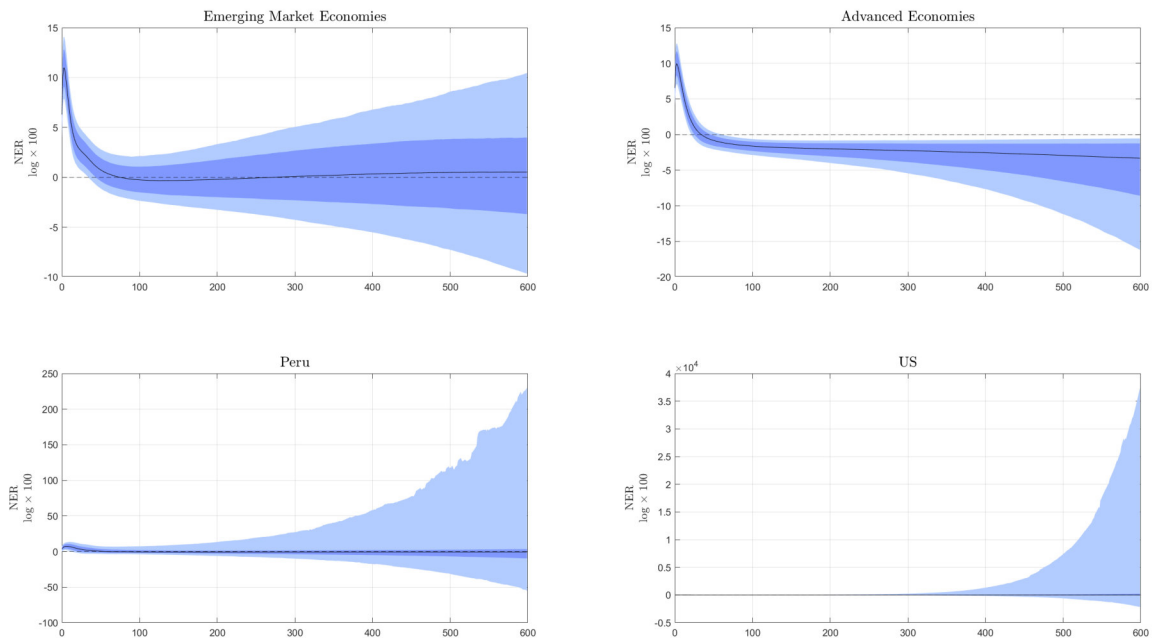 Emerging Market Economies
NER
log × 100
15
10
5
0
-5
-10
0 100 200 300 400 500 600
Advanced Economies
NER
log × 100
15
10
5
0
-5
-10
-15
-20
0 100 200 300 400 500 600
Peru
NER
log × 100
250
200
150
100
50
0
-50
-100
0 100 200 300 400 500 600
US
×10⁴
NER
log × 100
4
3.5
3
2.5
2
1.5
1
0.5
0
-0.5
0 100 200 300 400 500 600